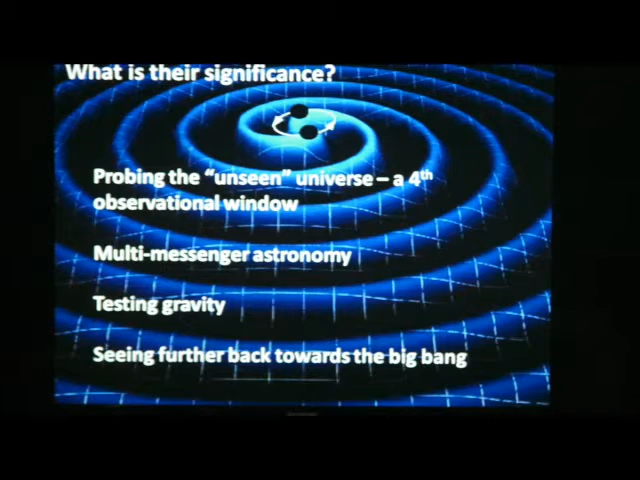 What is their significance?
Probing the “unseen” universe – a 4th
observational window
Multi-messenger astronomy
Testing gravity
Seeing further back towards the big bang